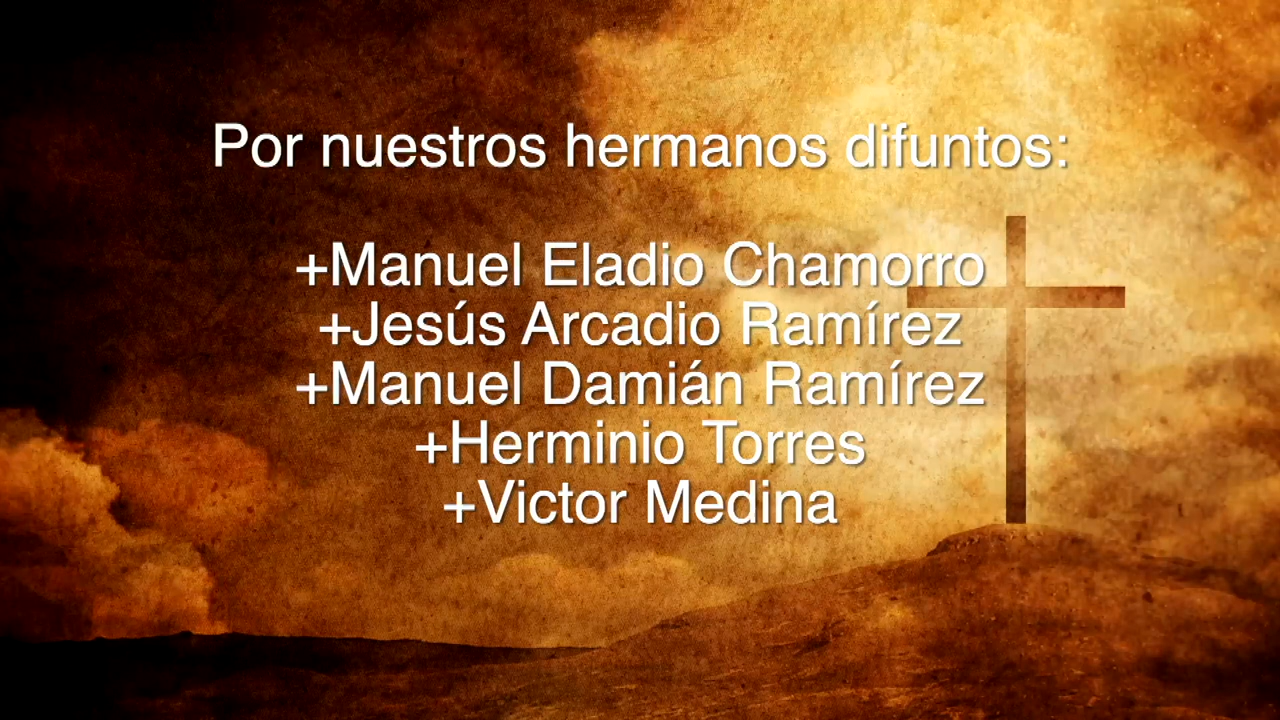 Por nuestros hermanos difuntos:
+Manuel Eladio Chamorro
+Jesús Arcadio Ramírez
+Manuel Damián Ramírez
+Herminio Torres
+Victor Medina